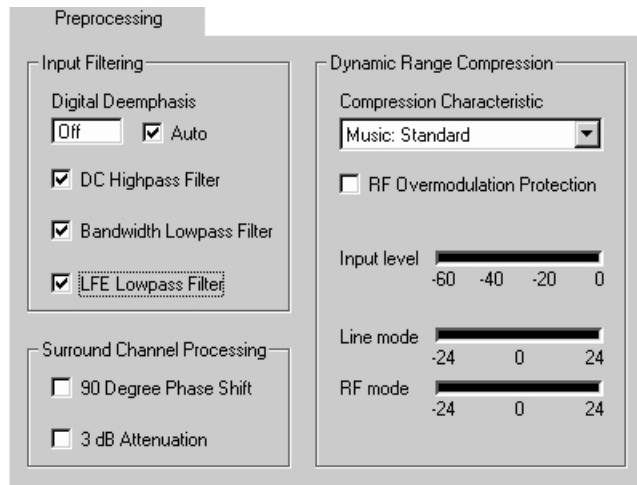 Preprocessing
Input Filtering
Digital Deemphasis
Off
Auto
DC Highpass Filter
Bandwidth Lowpass Filter
LFE Lowpass Filter
Surround Channel Processing
90 Degree Phase Shift
3 dB Attenuation
Dynamic Range Compression
Compression Characteristic
Music: Standard
RF Overmodulation Protection
Input level
-60 -40 -20 0
Line mode
-24 0 24
RF mode
-24 0 24